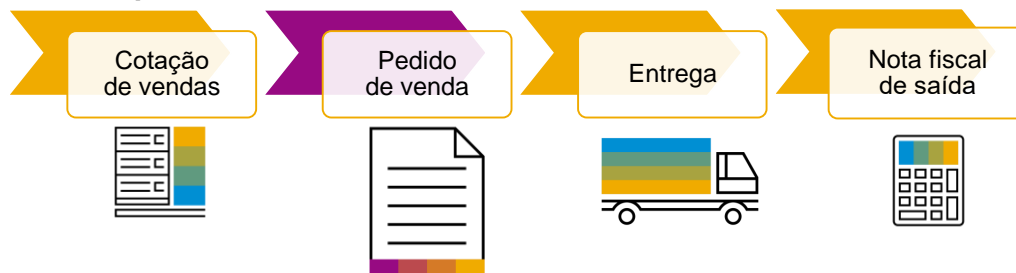 Cotação
de vendas
Pedido
de venda
Entrega
Nota fiscal
de saída